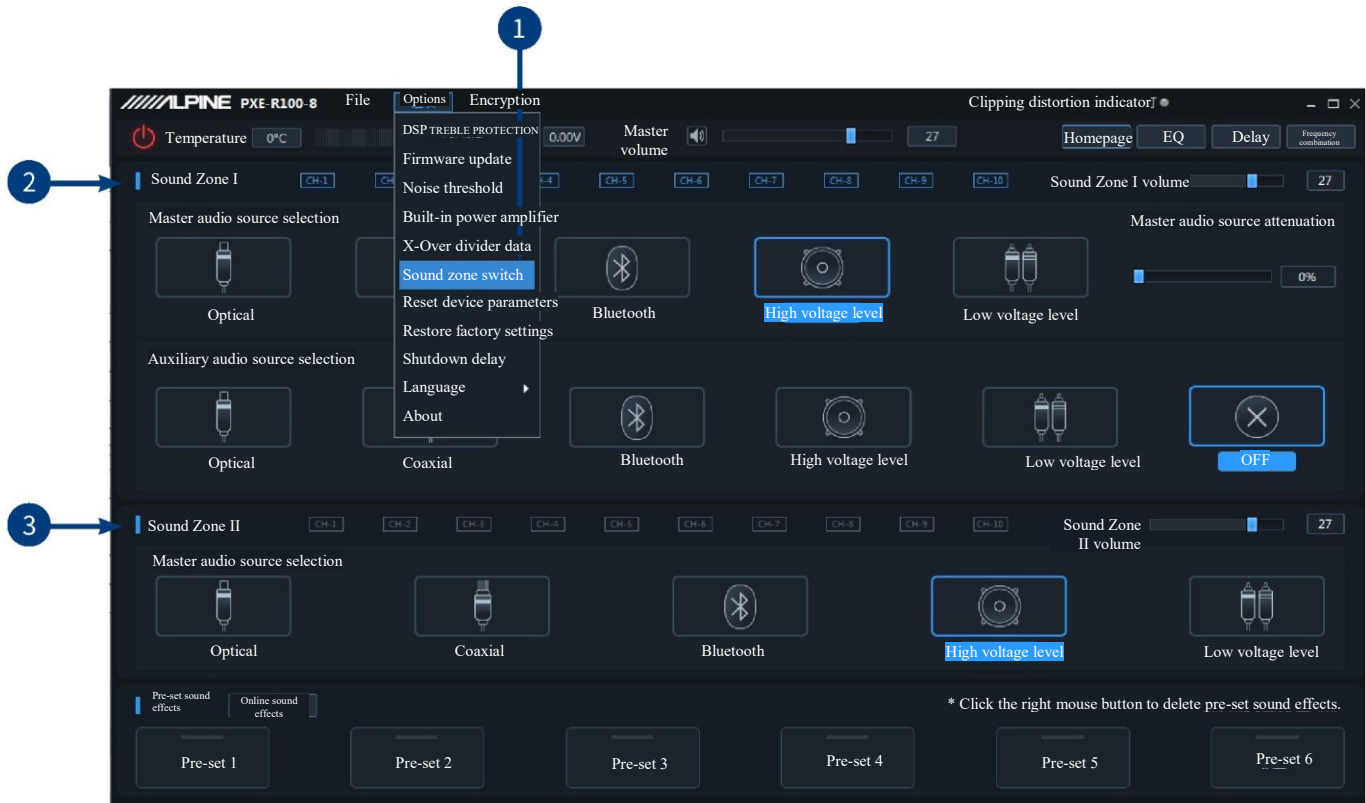 1
ALPINE PXE-R100-8 File Options Encryption Clipping distortion indicator
Temperature 0°C 0.00V Master volume 27 Homepage EQ Delay Frequency combination
DSP TREBLE PROTECTION
Firmware update
Noise threshold
Built-in power amplifier
X-Over divider data
Sound zone switch
Reset device parameters
Restore factory settings
Shutdown delay
Language
About
2
Sound Zone I CH-1 CH-5 CH-6 CH-7 CH-8 CH-9 CH-10 Sound Zone I volume 27
Master audio source selection Master audio source attenuation
0%
Optical Bluetooth High voltage level Low voltage level
Auxiliary audio source selection
Optical Coaxial Bluetooth High voltage level Low voltage level OFF
3
Sound Zone II CH-1 CH-2 CH-3 CH-4 CH-5 CH-6 CH-7 CH-8 CH-9 CH-10 Sound Zone II volume 27
Master audio source selection
Optical Coaxial Bluetooth High voltage level Low voltage level
Pre-set sound effects Online sound effects * Click the right mouse button to delete pre-set sound effects.
Pre-set 1 Pre-set 2 Pre-set 3 Pre-set 4 Pre-set 5 Pre-set 6